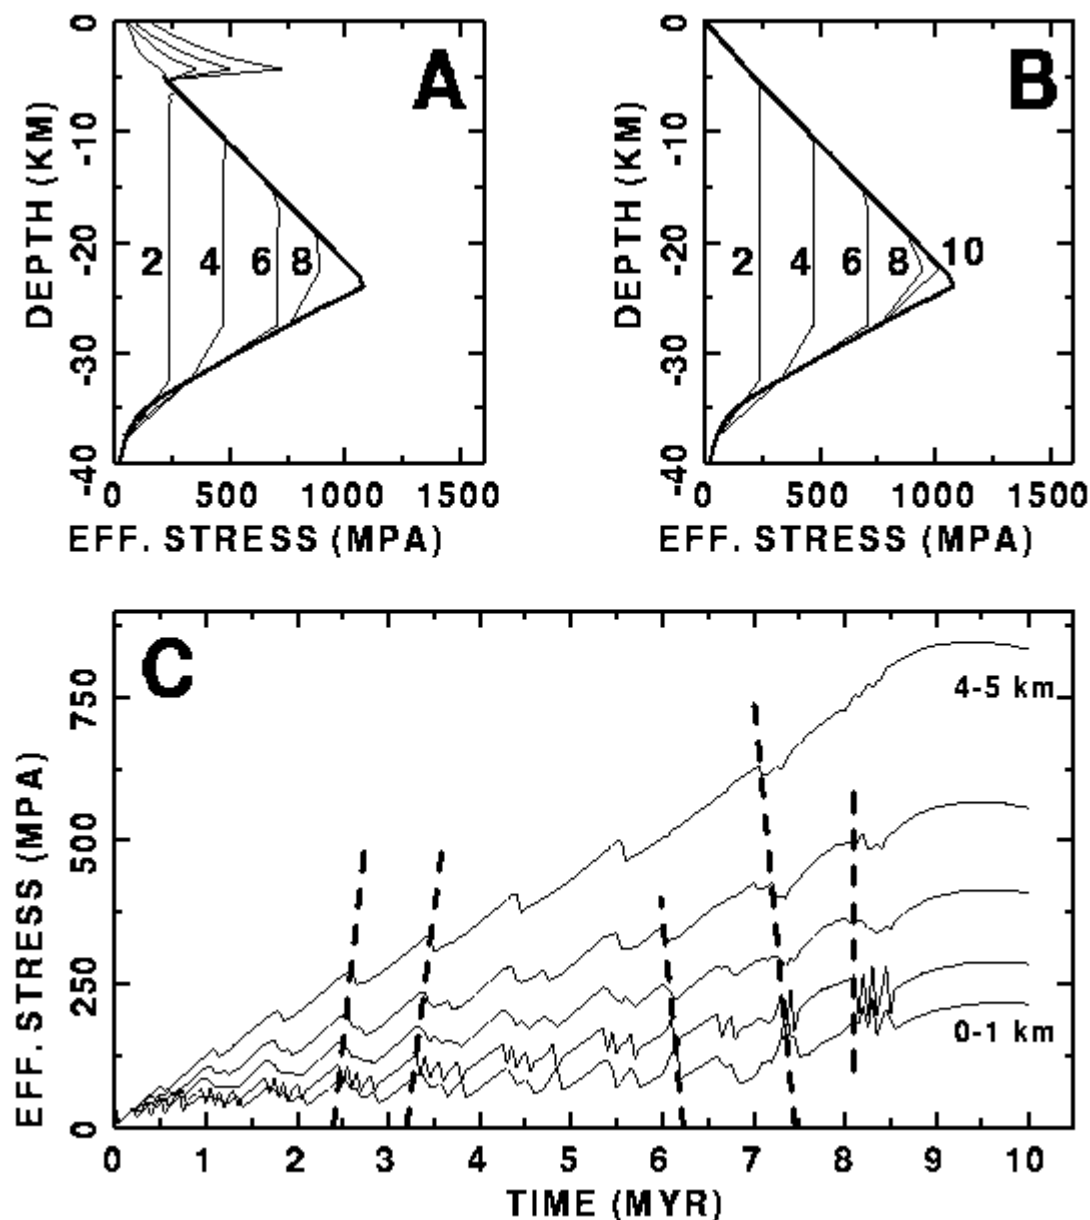 A
0
-10
-20
-30
-40
DEPTH (KM)
2
4
6
8
0
500
1000
1500
EFF. STRESS (MPA)
B
0
-10
-20
-30
-40
DEPTH (KM)
2
4
6
8
10
0
500
1000
1500
EFF. STRESS (MPA)
C
750
500
250
0
EFF. STRESS (MPA)
4-5 km
0-1 km
0 1 2 3 4 5 6 7 8 9 10
TIME (MYR)